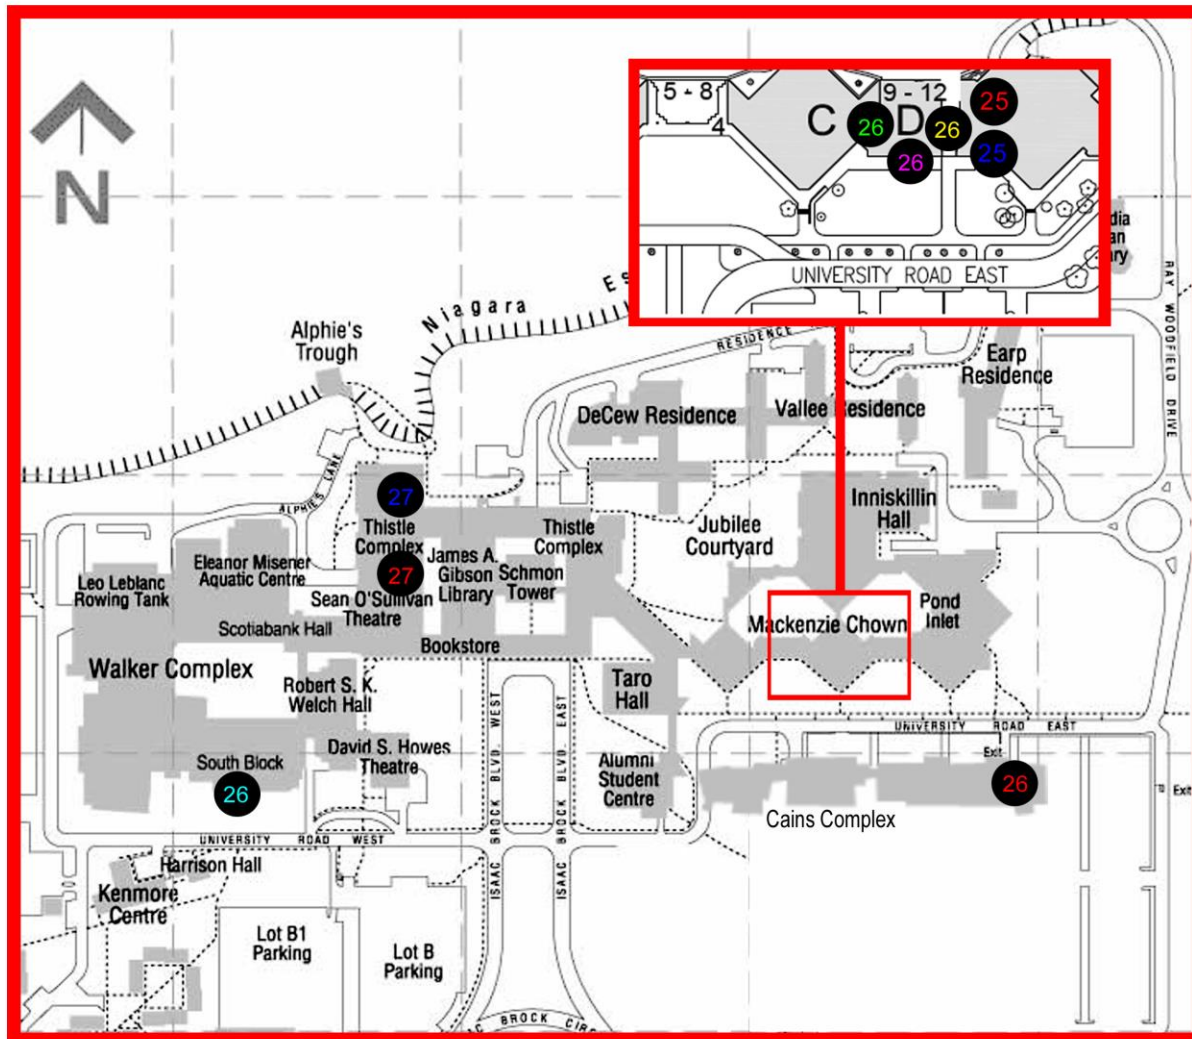 N
5 - 8
4
C
9 - 12
D
26
26
26
25
25
UNIVERSITY ROAD EAST
RAY WOODFIELD DRIVE
Niagara
Alphie's
Trough
RESIDENCE
Earp
Residence
DeCew Residence
Vallee Residence
ALPHIE'S LANE
27
Thistle
Complex
27
Sean O'Sullivan
Theatre
Eleanor Misener
Aquatic Centre
Leo Leblanc
Rowing Tank
James A.
Gibson
Library
Schmon
Tower
Thistle
Complex
Jubilee
Courtyard
Inniskillin
Hall
Scotiabank Hall
Bookstore
Mackenzie Chown
Pond
Inlet
Walker Complex
Robert S. K.
Welch Hall
Taro
Hall
ISAAC BROCK BLVD. WEST
ISAAC BROCK BLVD. EAST
UNIVERSITY ROAD EAST
South Block
26
David S. Howes
Theatre
Alumni
Student
Centre
Exit
26
Exit
Cains Complex
UNIVERSITY ROAD WEST
Harrison Hall
Kenmore
Centre
Lot B1
Parking
Lot B
Parking
BROCK